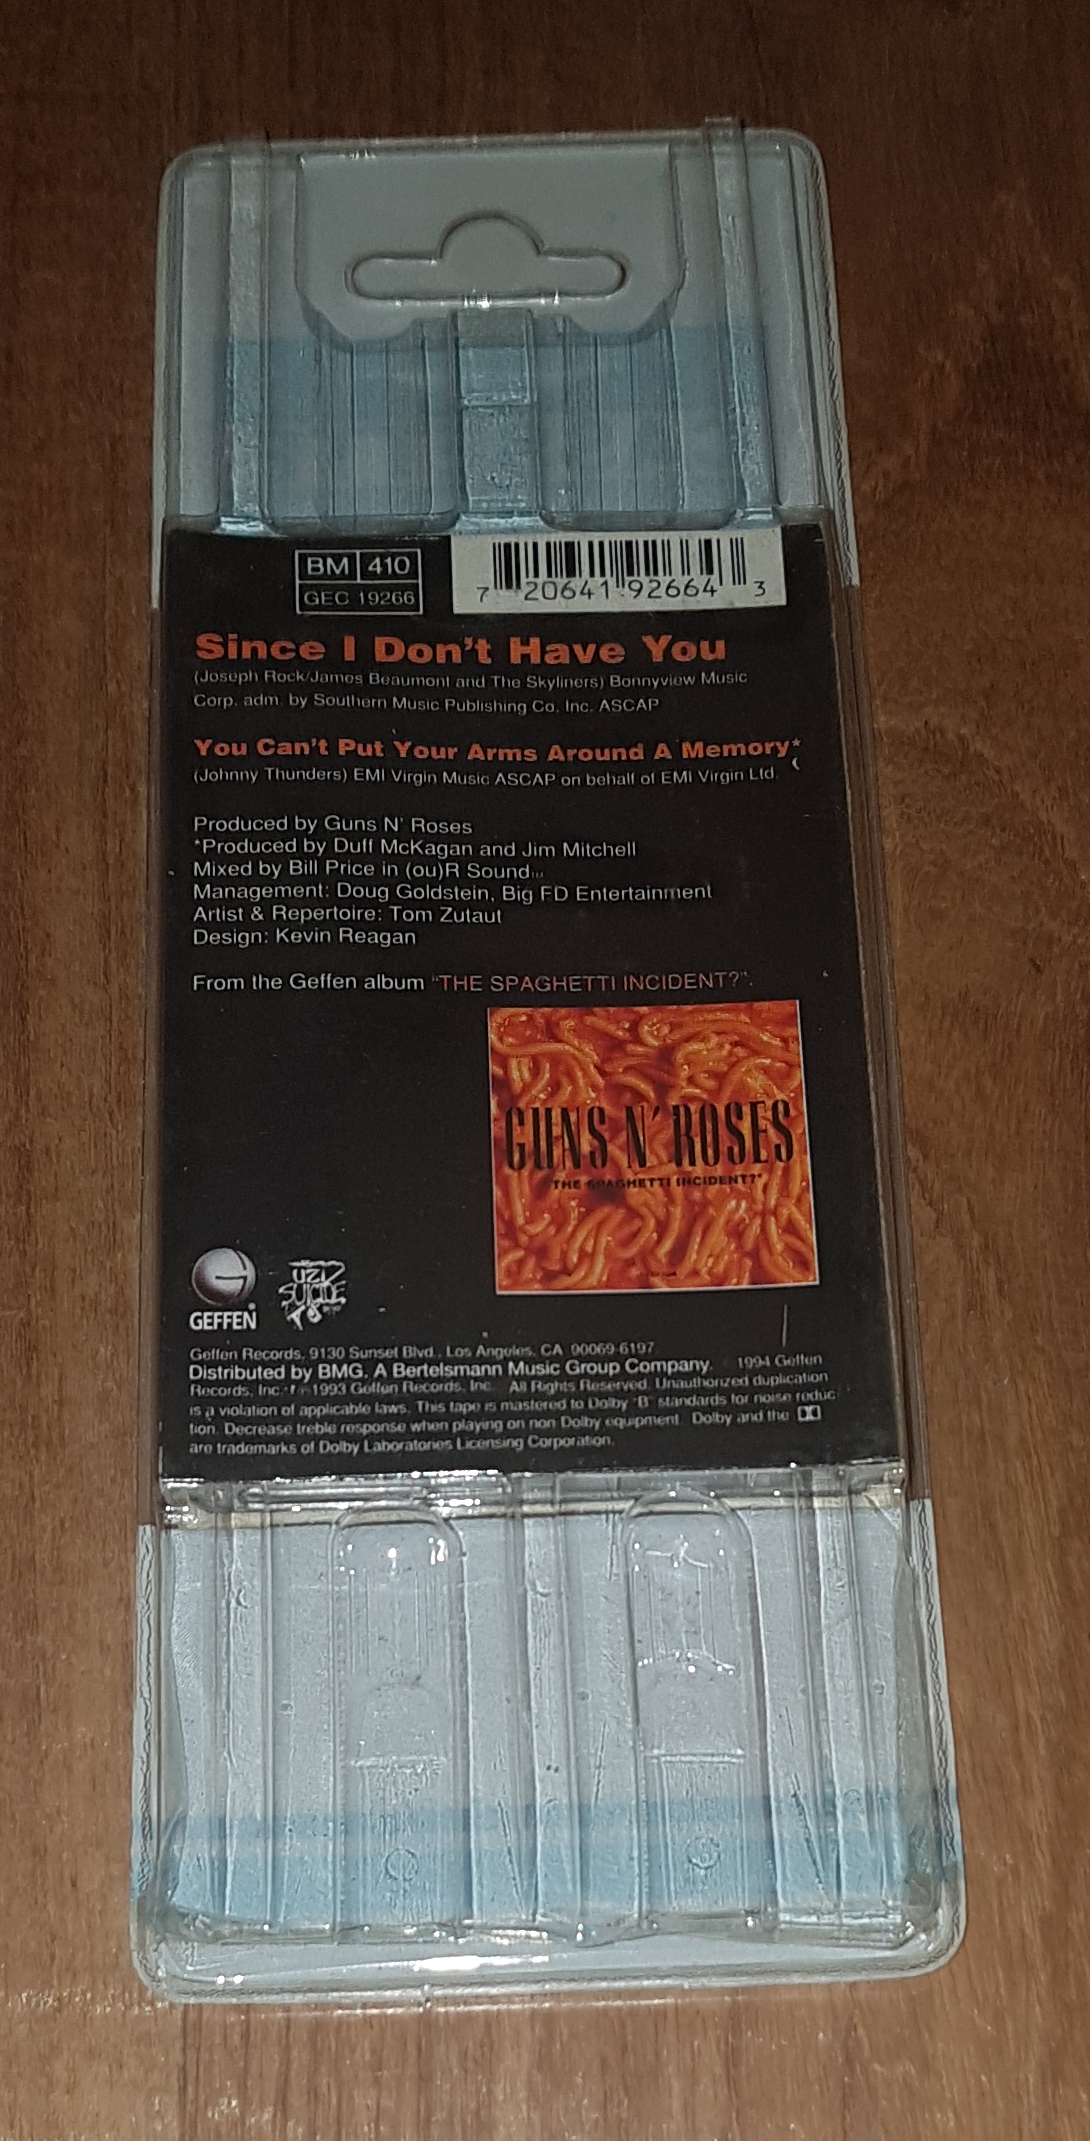 BM 410
GEC 19266
7 20641 92664 3
Since I Don't Have You
(Joseph Rock/James Beaumont and The Skyliners) Bonnyview Music
Corp. adm. by Southern Music Publishing Co. Inc. ASCAP
You Can't Put Your Arms Around A Memory*
(Johnny Thunders) EMI Virgin Music ASCAP on behalf of EMI Virgin Ltd.
Produced by Guns N' Roses
*Produced by Duff McKagan and Jim Mitchell
Mixed by Bill Price in (ou)R Sound™
Management: Doug Goldstein, Big FD Entertainment
Artist & Repertoire: Tom Zutaut
Design: Kevin Reagan
From the Geffen album "THE SPAGHETTI INCIDENT?".
GUNS N' ROSES
"THE SPAGHETTI INCIDENT?"
GEFFEN®
UZI
SUICIDE
Geffen Records, 9130 Sunset Blvd., Los Angeles, CA 90069-6197.
Distributed by BMG. A Bertelsmann Music Group Company. 1994 Geffen
Records, Inc. 1993 Geffen Records, Inc. All Rights Reserved. Unauthorized duplication
is a violation of applicable laws. This tape is mastered to Dolby "B" standards for noise reduc
tion. Decrease treble response when playing on non Dolby equipment. Dolby and the
are trademarks of Dolby Laboratories Licensing Corporation.